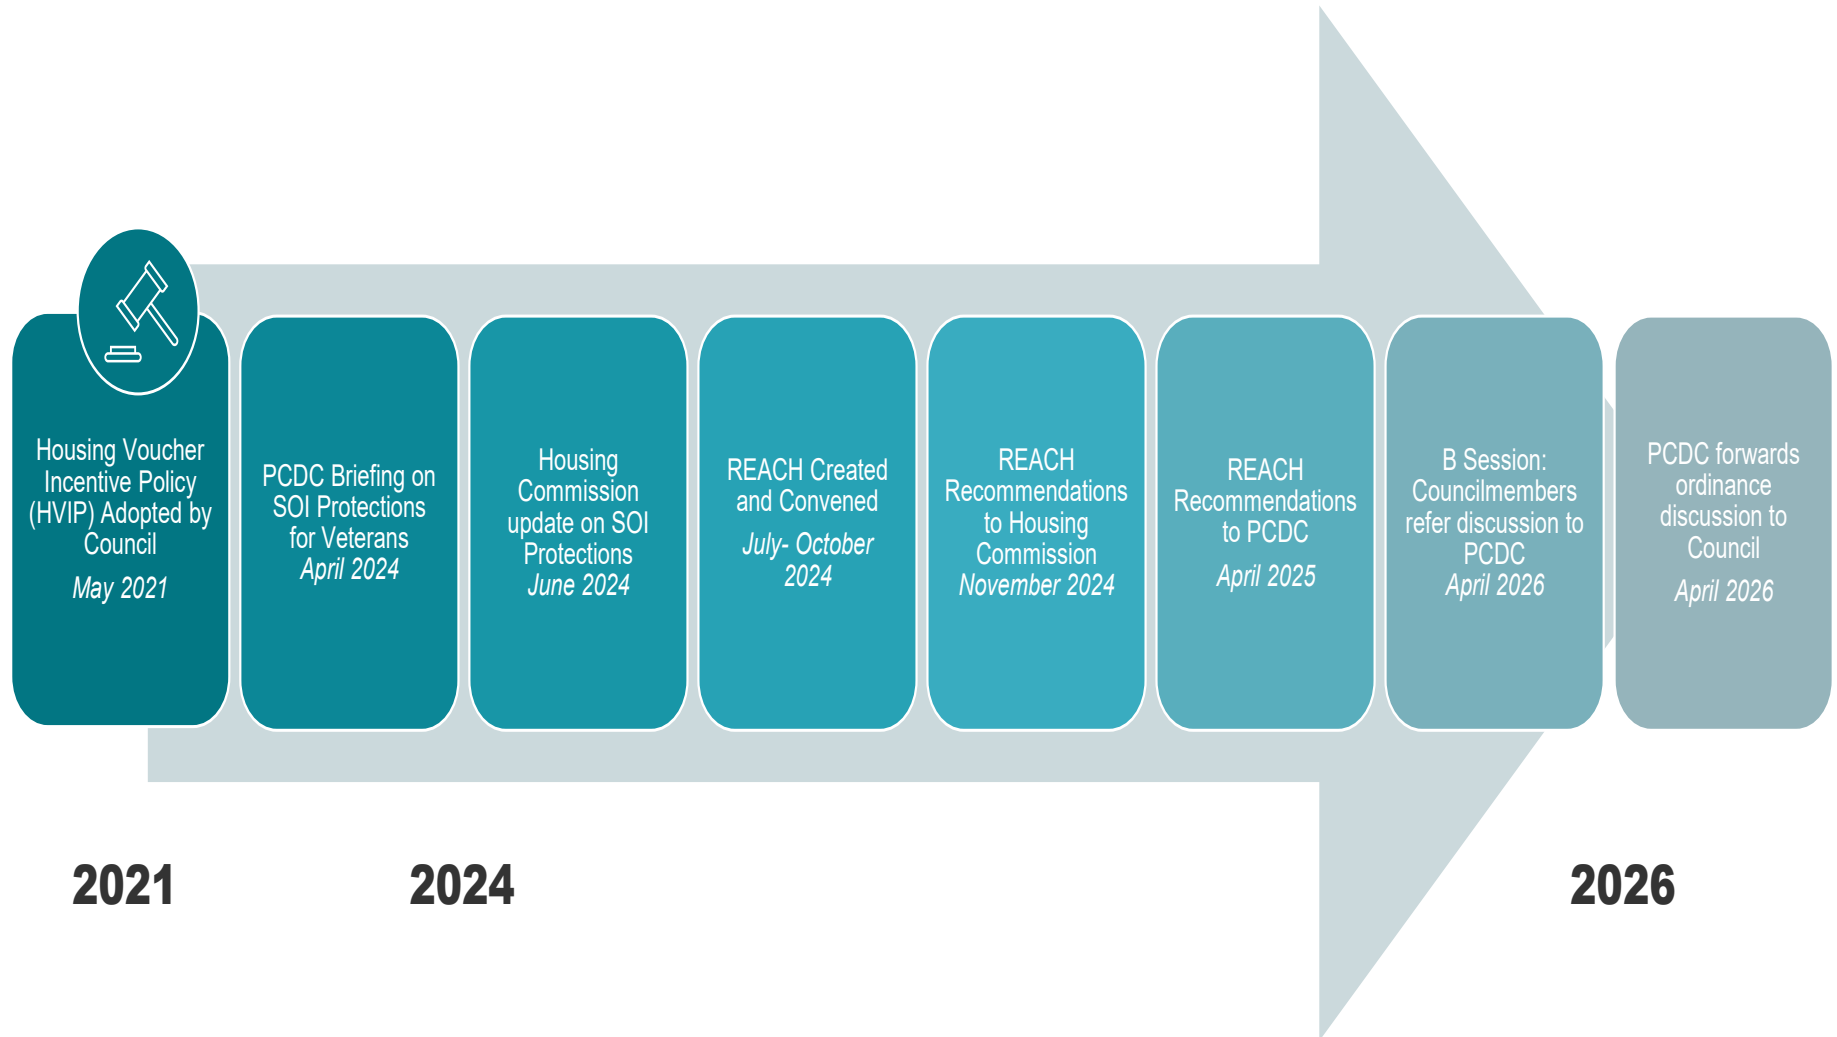 Housing Voucher
Incentive Policy
(HVIP) Adopted by
Council
May 2021
PCDC Briefing on
SOI Protections
for Veterans
April 2024
Housing
Commission
update on SOI
Protections
June 2024
REACH Created
and Convened
July- October
2024
REACH
Recommendations
to Housing
Commission
November 2024
REACH
Recommendations
to PCDC
April 2025
B Session:
Councilmembers
refer discussion to
PCDC
April 2026
PCDC forwards
ordinance
discussion to
Council
April 2026
2021
2024
2026